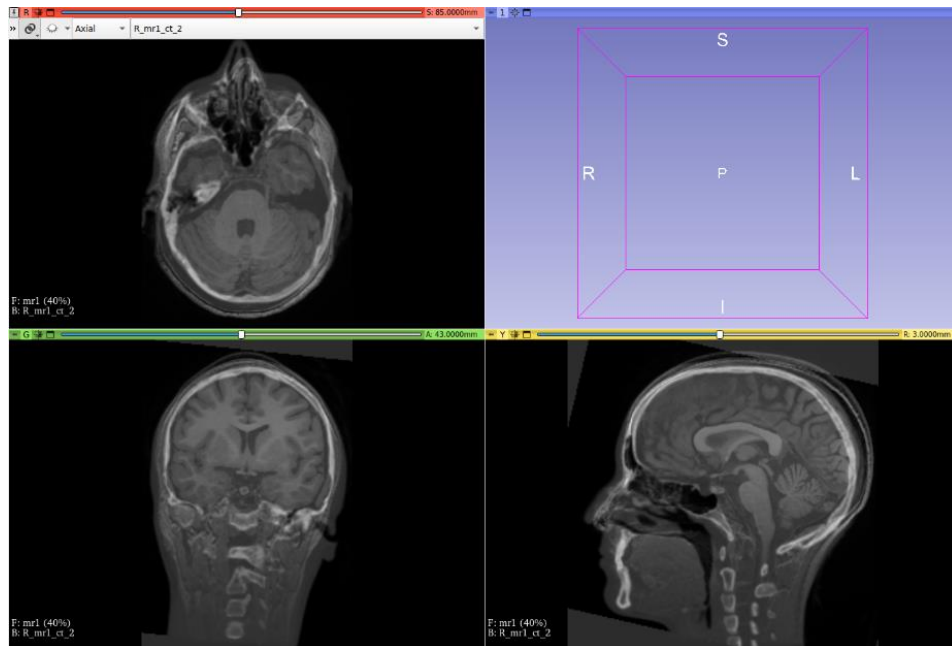 R S: 85.0000mm
» Axial R_mr1_ct_2
F: mr1 (40%)
B: R_mr1_ct_2
1
S
R P L
I
G A: 43.0000mm
F: mr1 (40%)
B: R_mr1_ct_2
Y R: 3.0000mm
F: mr1 (40%)
B: R_mr1_ct_2